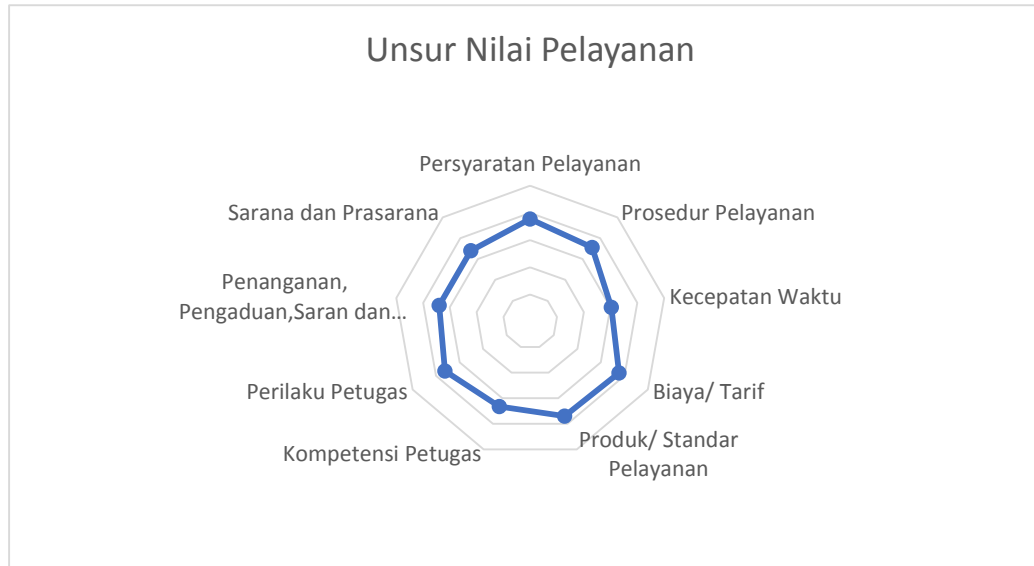 Unsur Nilai Pelayanan
Persyaratan Pelayanan
Prosedur Pelayanan
Kecepatan Waktu
Biaya/ Tarif
Produk/ Standar
Pelayanan
Kompetensi Petugas
Perilaku Petugas
Penanganan,
Pengaduan,Saran dan...
Sarana dan Prasarana